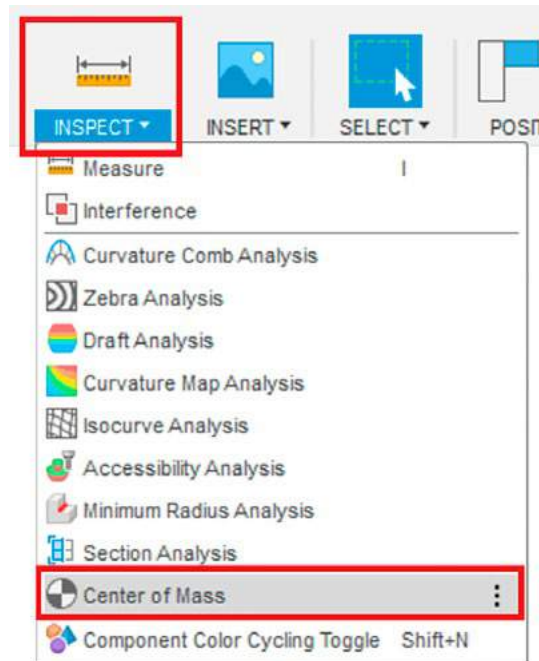 INSPECT INSERT SELECT POSI
Measure I
Interference
Curvature Comb Analysis
Zebra Analysis
Draft Analysis
Curvature Map Analysis
Isocurve Analysis
Accessibility Analysis
Minimum Radius Analysis
Section Analysis
Center of Mass
Component Color Cycling Toggle Shift+N